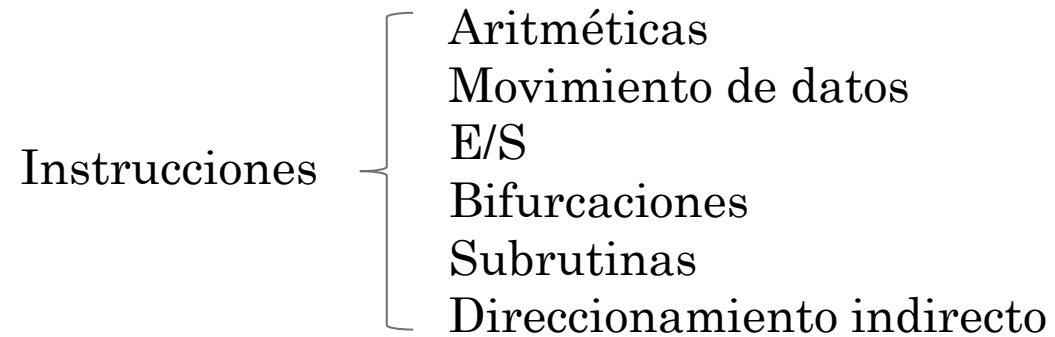 Instrucciones
Aritméticas
Movimiento de datos
E/S
Bifurcaciones
Subrutinas
Direccionamiento indirecto